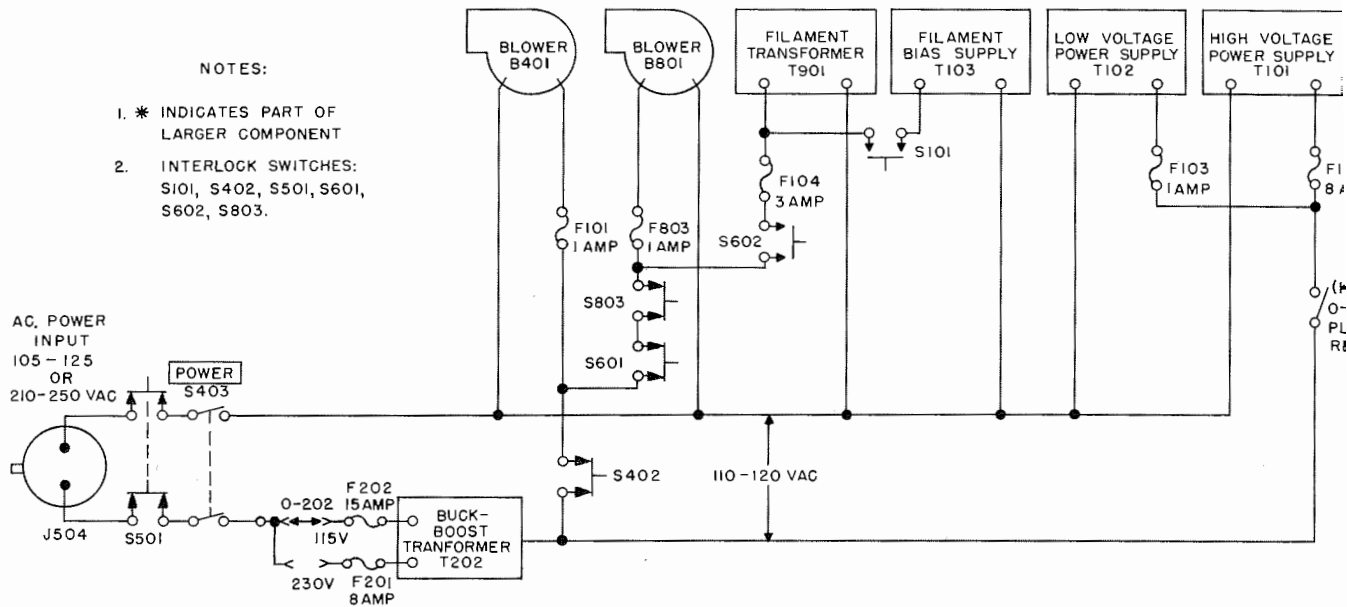 BLOWER
B401
BLOWER
B801
FILAMENT
TRANSFORMER
T901
FILAMENT
BIAS SUPPLY
T103
LOW VOLTAGE
POWER SUPPLY
T102
HIGH VOLTAGE
POWER SUPPLY
T101
NOTES:
1. * INDICATES PART OF
LARGER COMPONENT
2. INTERLOCK SWITCHES:
S101, S402, S501, S601,
S602, S803.
S101
F104
3 AMP
F103
1 AMP
F1
8 A
F101
1 AMP
F803
1 AMP
S602
S803
S601
AC. POWER
INPUT
105-125
OR
210-250 VAC
POWER
S403
O-
PL
RE
S402
110-120 VAC
J504
S501
O-202
115V
F202
15 AMP
230V
F201
8 AMP
BUCK-
BOOST
TRANFORMER
T202